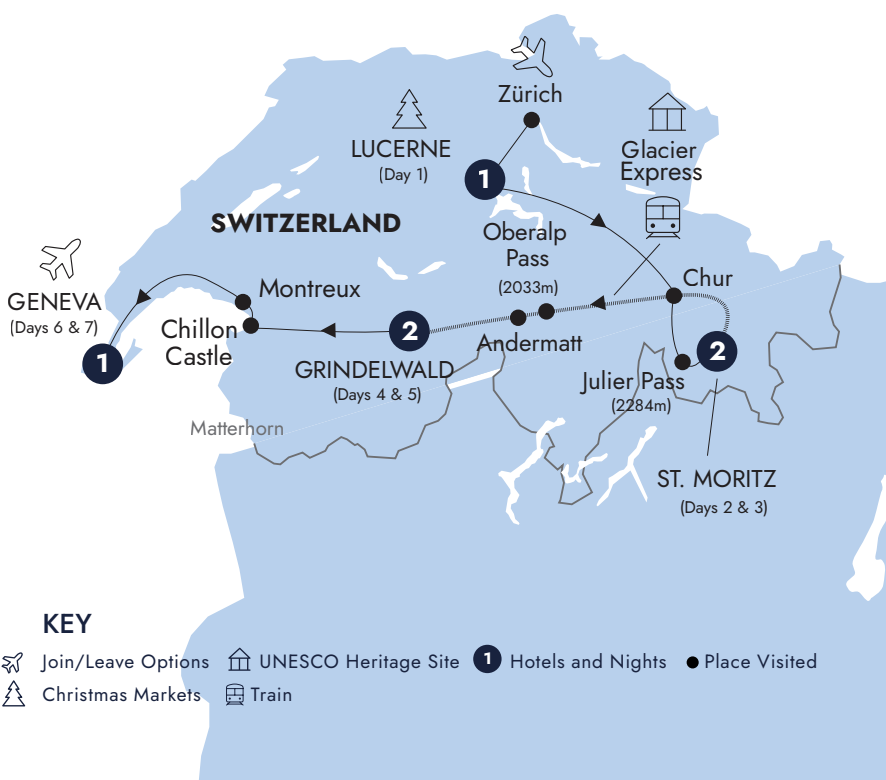 Zürich
LUCERNE
(Day 1)
1
Glacier
Express
SWITZERLAND
Oberalp
Pass
(2033m)
GENEVA
(Days 6 & 7)
1
Montreux
Chillon
Castle
2
GRINDELWALD
(Days 4 & 5)
Andermatt
Chur
2
Julier Pass
(2284m)
Matterhorn
ST. MORITZ
(Days 2 & 3)
KEY
Join/Leave Options
UNESCO Heritage Site
1
Hotels and Nights
Place Visited
Christmas Markets
Train